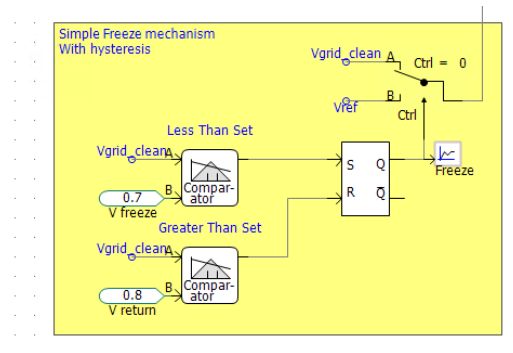 Simple Freeze mechanism
With hysteresis
Vgrid_clean
A
Ctrl = 0
B
Vref
Ctrl
Less Than Set
Vgrid_clean
A
B
Compar-
ator
0.7
V freeze
S
Q
R
Q
Freeze
Greater Than Set
Vgrid_clean
A
B
Compar-
ator
0.8
V return